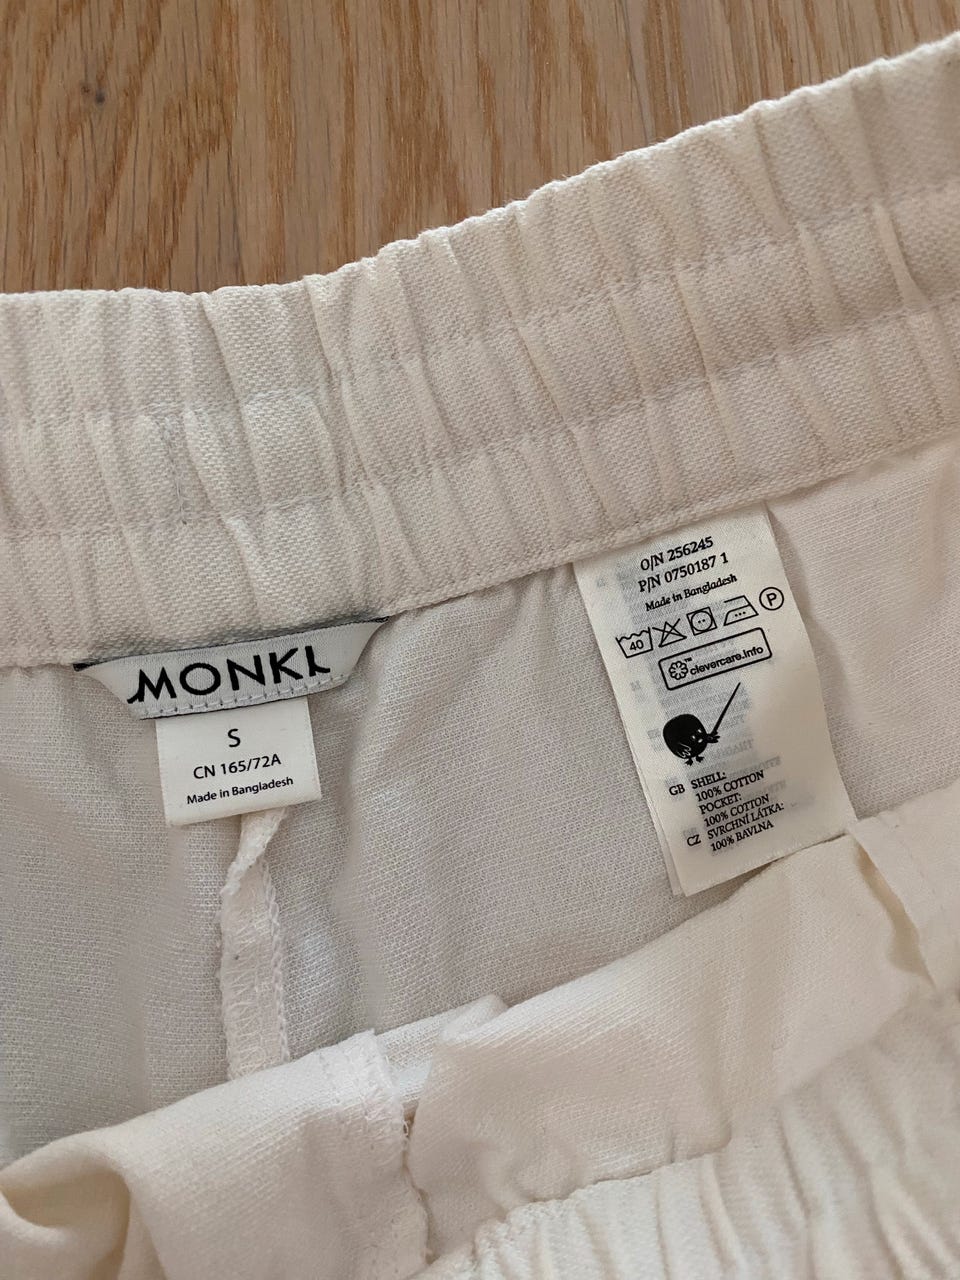 MONKI
S
CN 165/72A
Made in Bangladesh
O/N 256245
P/N 0750187 1
Made in Bangladesh
40
P
clevercare.info
GB SHELL:
100% COTTON
POCKET:
100% COTTON
CZ SVRCHNÍ LÁTKA:
100% BAVLNA